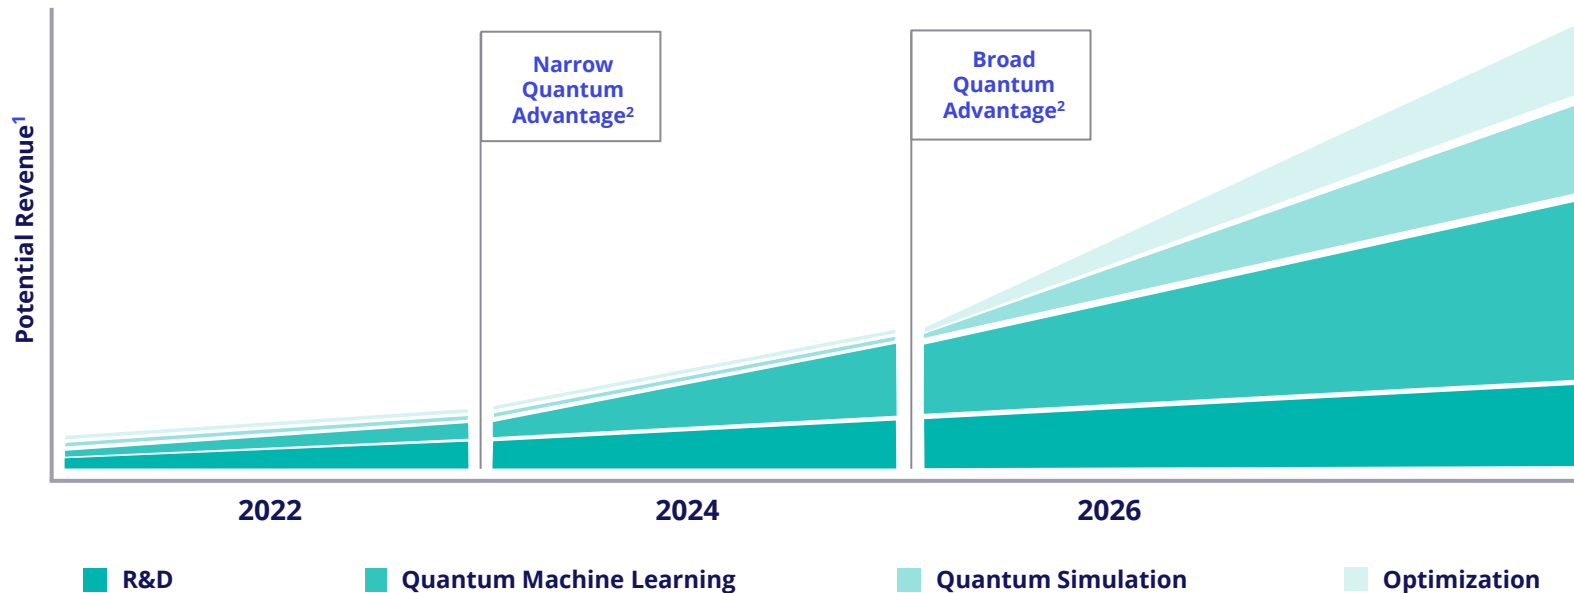 Potential Revenue¹
Narrow
Quantum
Advantage²
Broad
Quantum
Advantage²
2022
2024
2026
R&D
Quantum Machine Learning
Quantum Simulation
Optimization